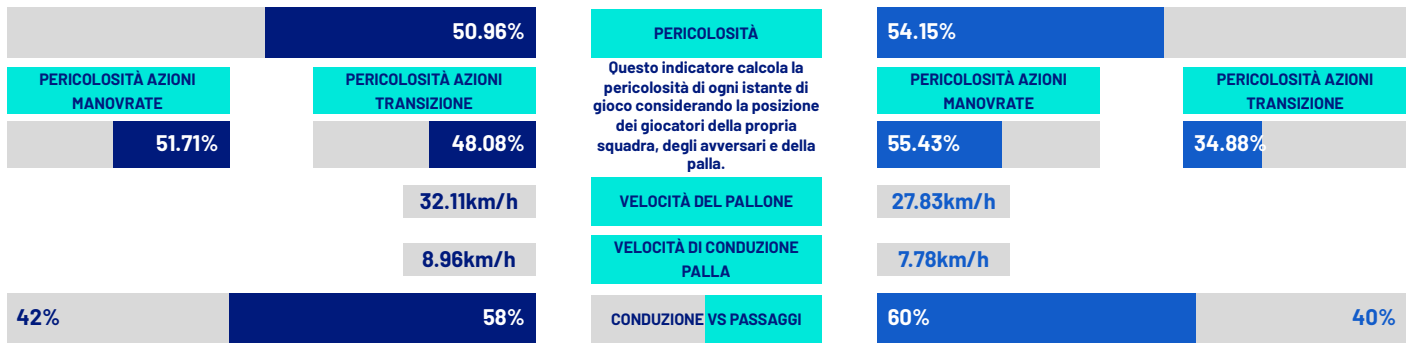 50.96%
PERICOLOSITÀ
54.15%
PERICOLOSITÀ AZIONI
MANOVRATE
PERICOLOSITÀ AZIONI
TRANSIZIONE
Questo indicatore calcola la
pericolosità di ogni istante di
gioco considerando la posizione
dei giocatori della propria
squadra, degli avversari e della
palla.
PERICOLOSITÀ AZIONI
MANOVRATE
PERICOLOSITÀ AZIONI
TRANSIZIONE
51.71%
48.08%
55.43%
34.88%
32.11km/h
VELOCITÀ DEL PALLONE
27.83km/h
8.96km/h
VELOCITÀ DI CONDUZIONE
PALLA
7.78km/h
42%
58%
CONDUZIONE VS PASSAGGI
60%
40%